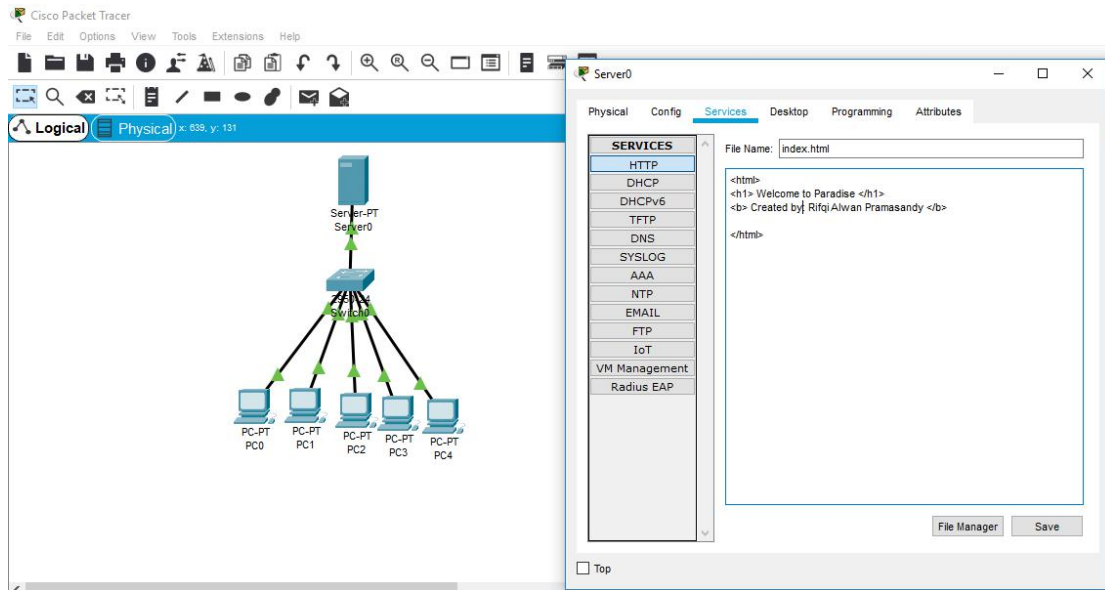 Cisco Packet Tracer
File Edit Options View Tools Extensions Help
Logical Physical x: 639, y: 131
Server-PT
Server0
2950-24
Switch0
PC-PT
PC0
PC-PT
PC1
PC-PT
PC2
PC-PT
PC3
PC-PT
PC4
Server0
Physical Config Services Desktop Programming Attributes
SERVICES
HTTP
DHCP
DHCPv6
TFTP
DNS
SYSLOG
AAA
NTP
EMAIL
FTP
IoT
VM Management
Radius EAP
File Name: index.html
<html>
<h1> Welcome to Paradise </h1>
<b> Created by: Rifqi Alwan Pramasandy </b>
</html>
File Manager Save
Top